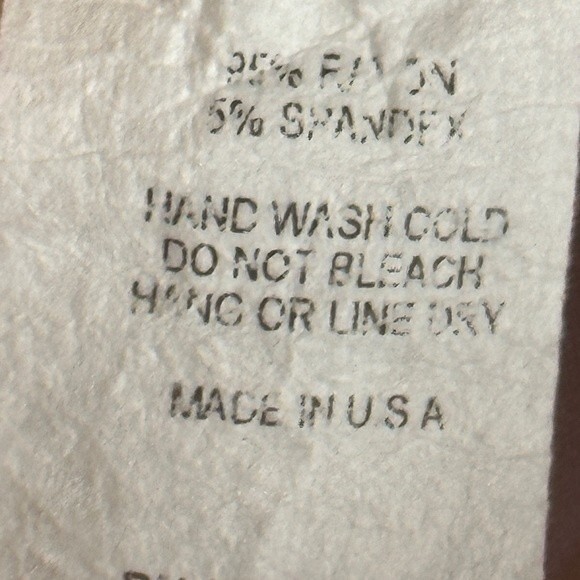 95% RAYON
5% SPANDEX
HAND WASH COLD
DO NOT BLEACH
HANG OR LINE DRY
MADE IN U S A